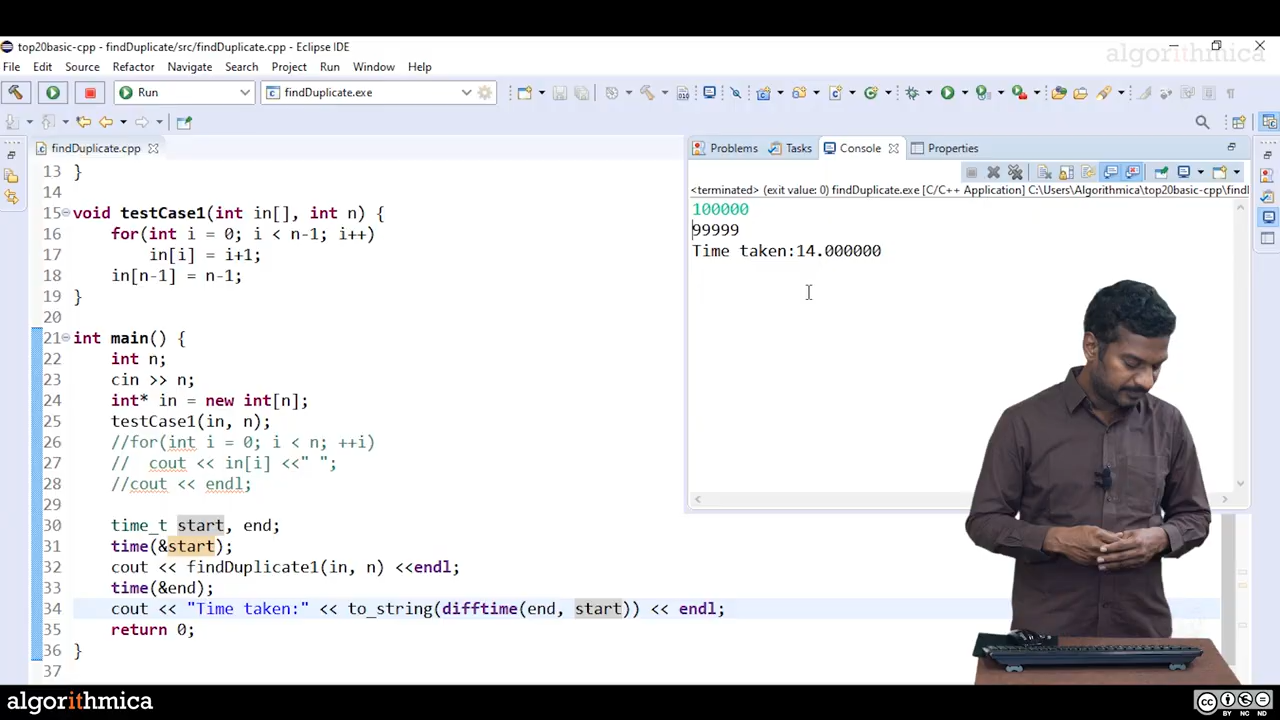 top20basic-cpp - findDuplicate/src/findDuplicate.cpp - Eclipse IDE
algorithmica
File Edit Source Refactor Navigate Search Project Run Window Help
Run
findDuplicate.exe
findDuplicate.cpp
Problems Tasks Console Properties
<terminated> (exit value: 0) findDuplicate.exe [C/C++ Application] C:\Users\Algorithmica\top20basic-cpp\findl
100000
99999
Time taken:14.000000
13 }
14
15 void testCase1(int in[], int n) {
16 for(int i = 0; i < n-1; i++)
17 in[i] = i+1;
18 in[n-1] = n-1;
19 }
20
21 int main() {
22 int n;
23 cin >> n;
24 int* in = new int[n];
25 testCase1(in, n);
26 //for(int i = 0; i < n; ++i)
27 // cout << in[i] <<" ";
28 //cout << endl;
29
30 time_t start, end;
31 time(&start);
32 cout << findDuplicate1(in, n) <<endl;
33 time(&end);
34 cout << "Time taken:" << to_string(difftime(end, start)) << endl;
35 return 0;
36 }
37
algorithmica
cc BY NC ND